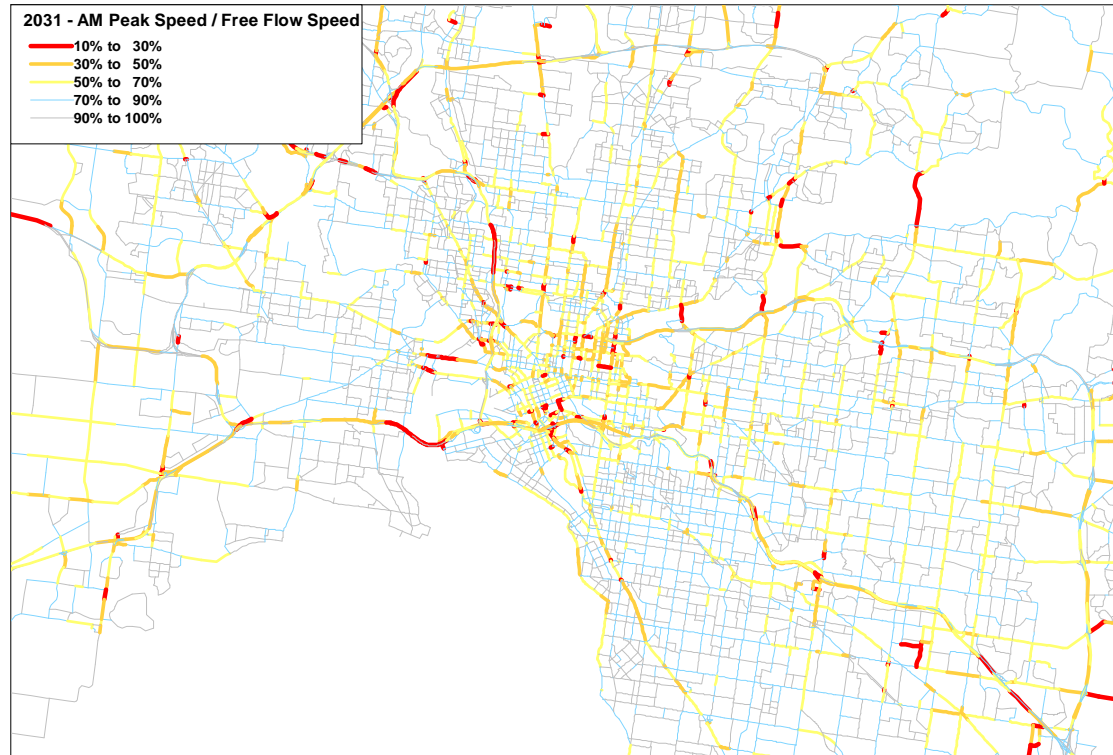 2031 - AM Peak Speed / Free Flow Speed
10% to 30%
30% to 50%
50% to 70%
70% to 90%
90% to 100%